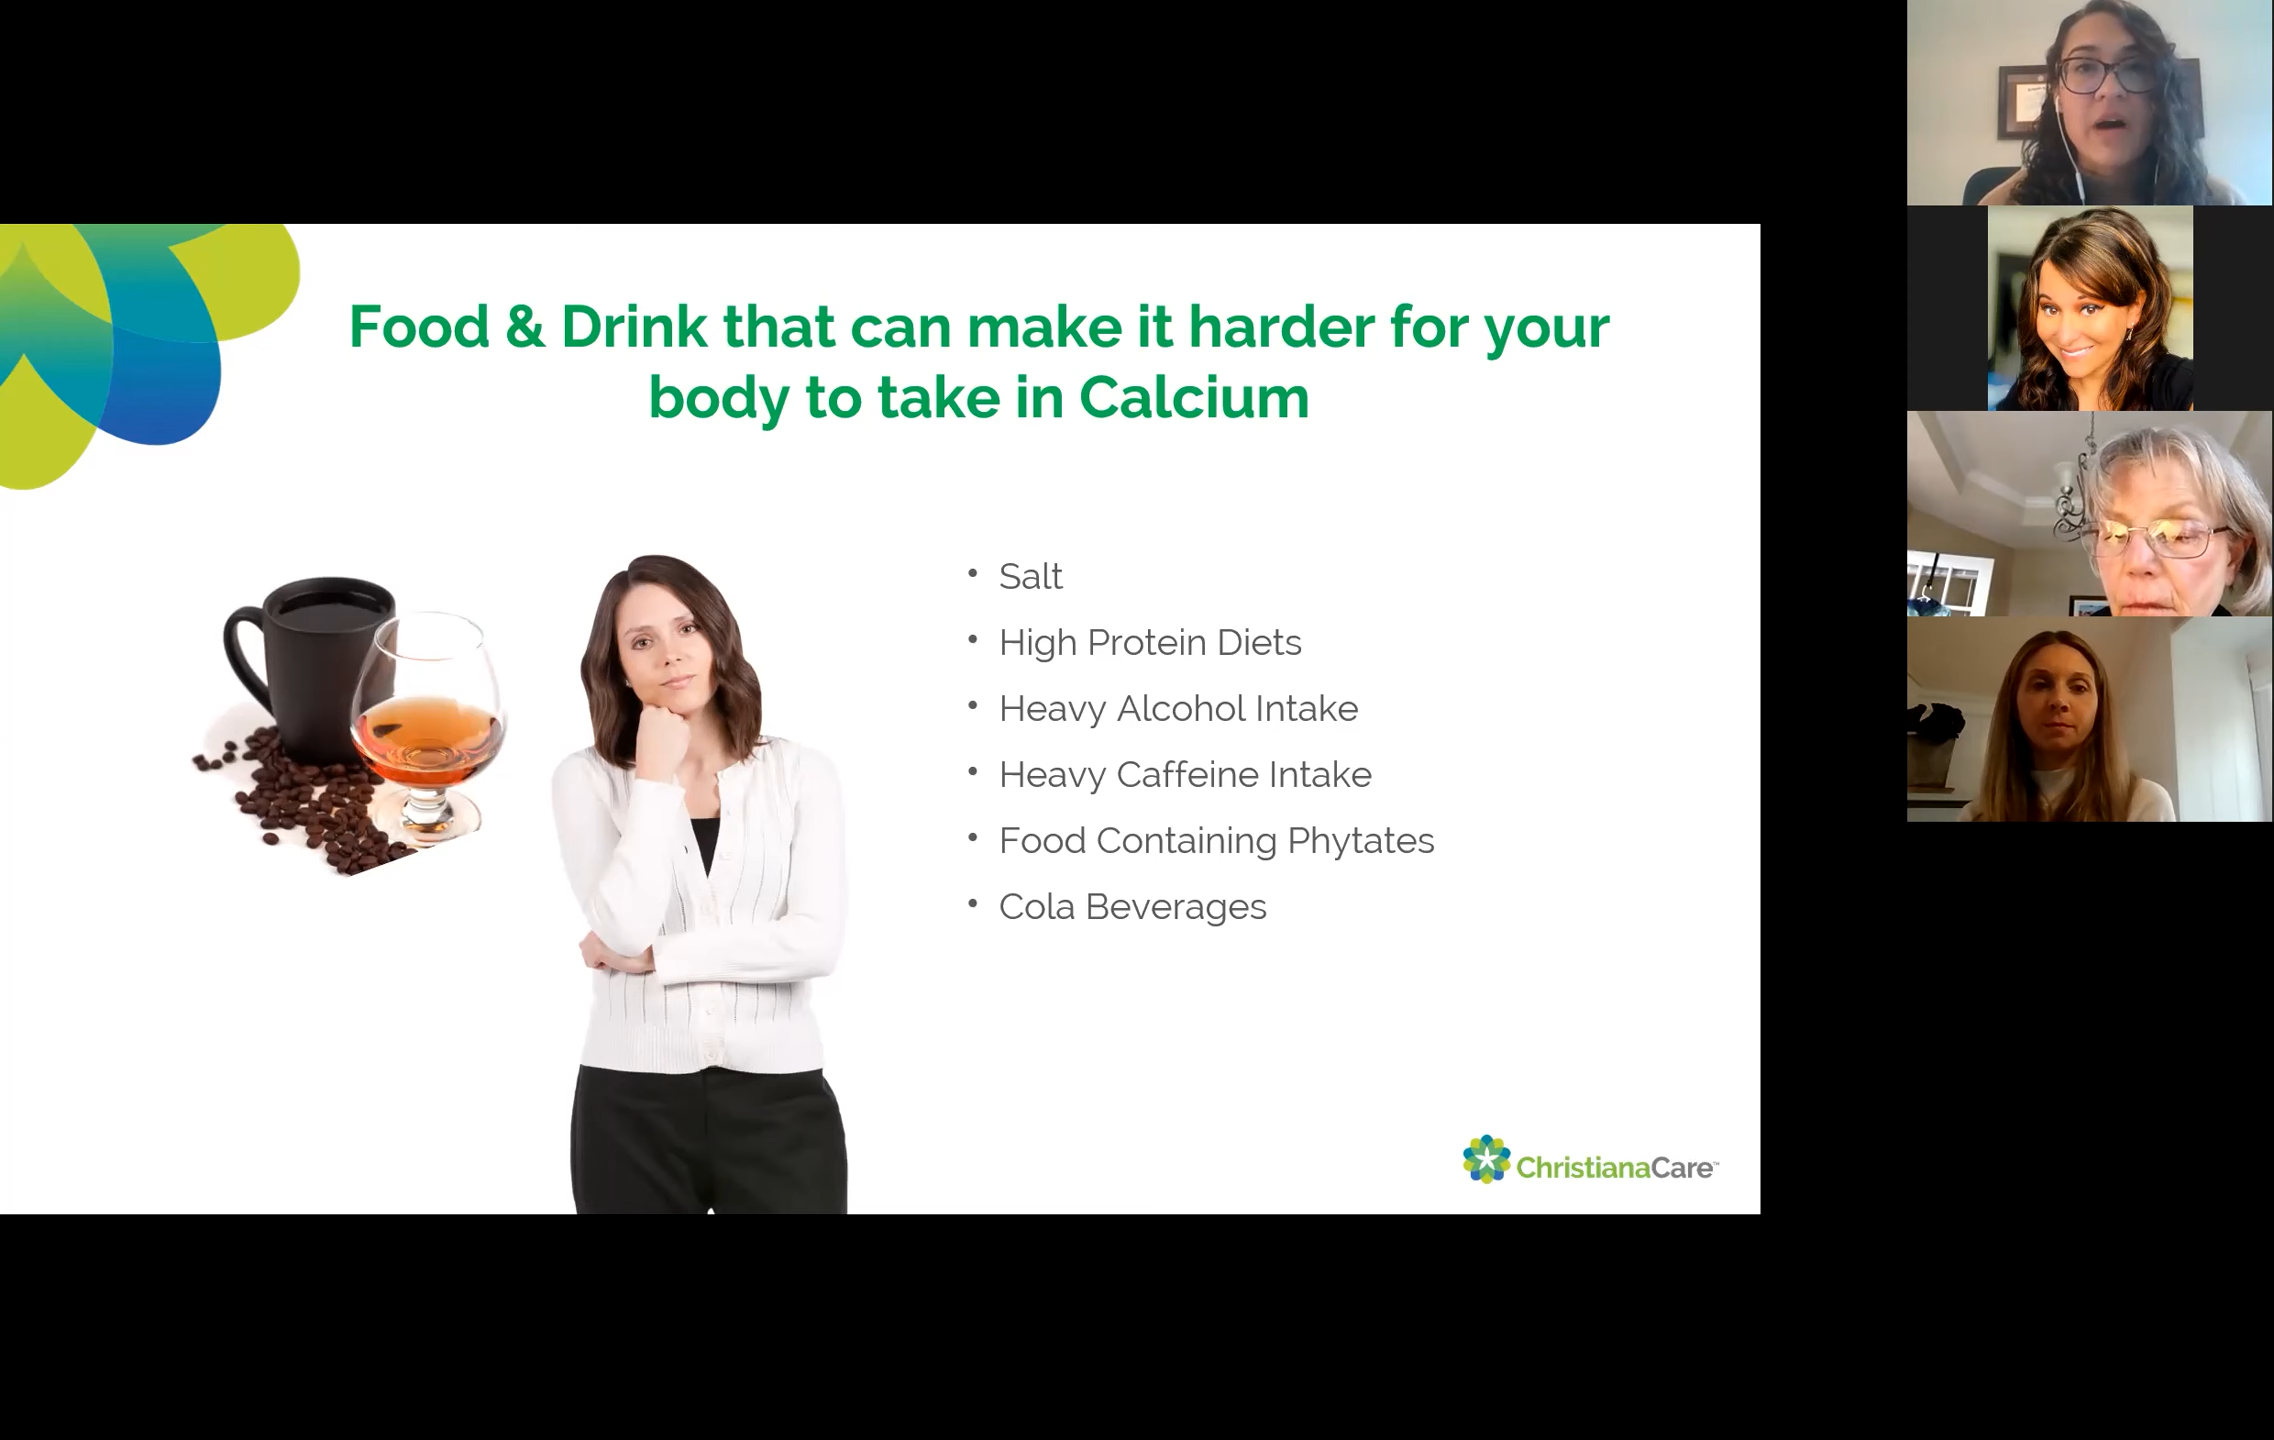 Food & Drink that can make it harder for your
body to take in Calcium
• Salt
• High Protein Diets
• Heavy Alcohol Intake
• Heavy Caffeine Intake
• Food Containing Phytates
• Cola Beverages
ChristianaCare™